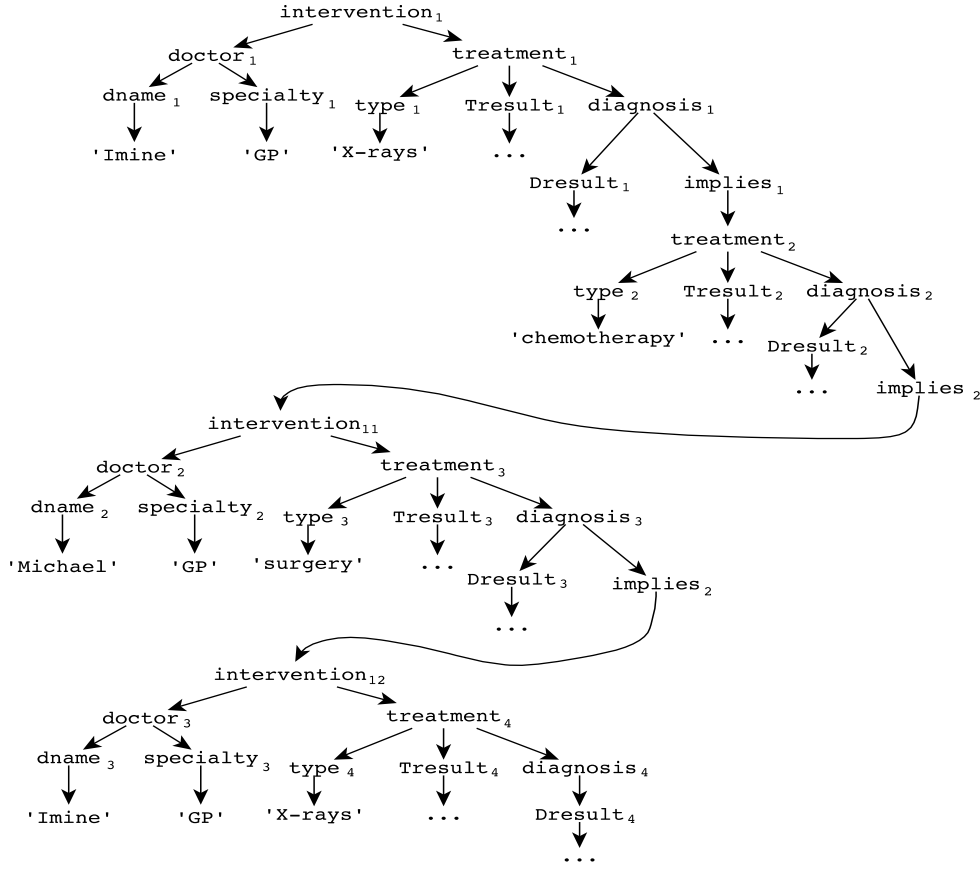 intervention1
doctor1 treatment1
dname1 specialty1 type1 Tresult1 diagnosis1
'Imine' 'GP' 'X-rays' ...
Dresult1 implies1
...
treatment2
type2 Tresult2 diagnosis2
'chemotherapy' ... Dresult2
... implies2
intervention11
doctor2 treatment3
dname2 specialty2 type3 Tresult3 diagnosis3
'Michael' 'GP' 'surgery' ... Dresult3 implies2
...
intervention12
doctor3 treatment4
dname3 specialty3 type4 Tresult4 diagnosis4
'Imine' 'GP' 'X-rays' ... Dresult4
...